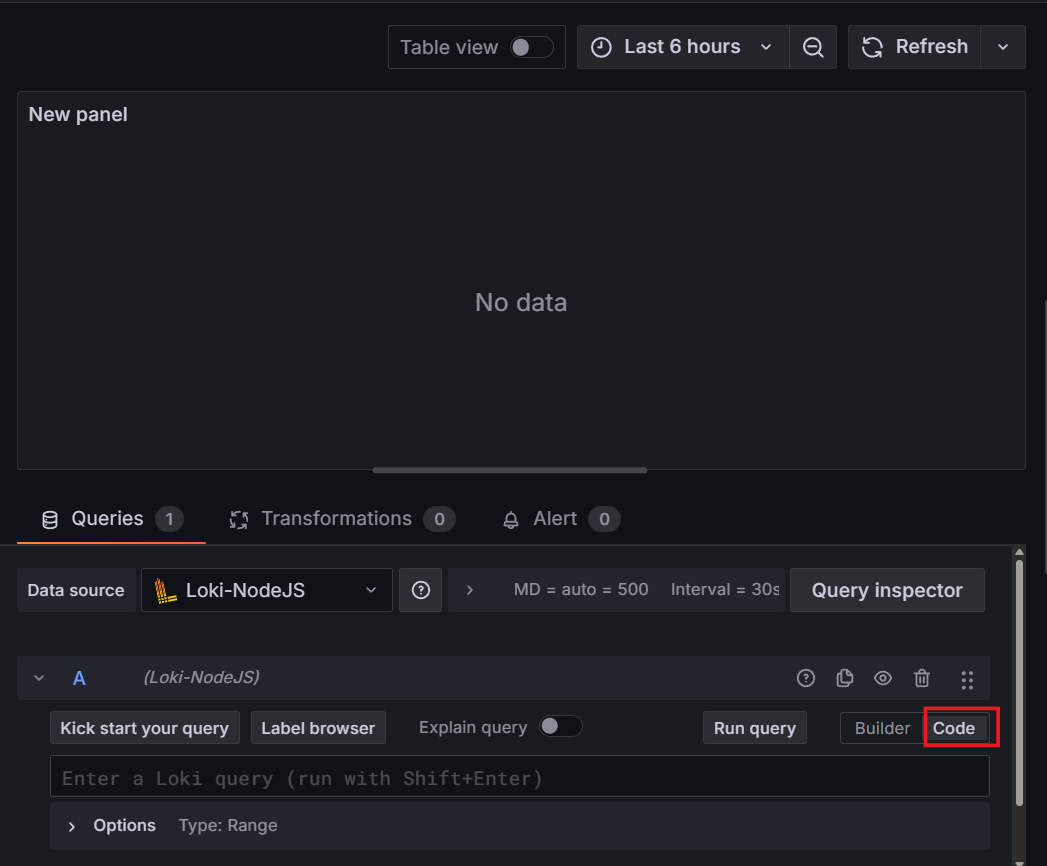 Table view Last 6 hours Refresh
New panel
No data
Queries 1 Transformations 0 Alert 0
Data source Loki-NodeJS MD = auto = 500 Interval = 30s Query inspector
A (Loki-NodeJS)
Kick start your query Label browser Explain query Run query Builder Code
Enter a Loki query (run with Shift+Enter)
Options Type: Range